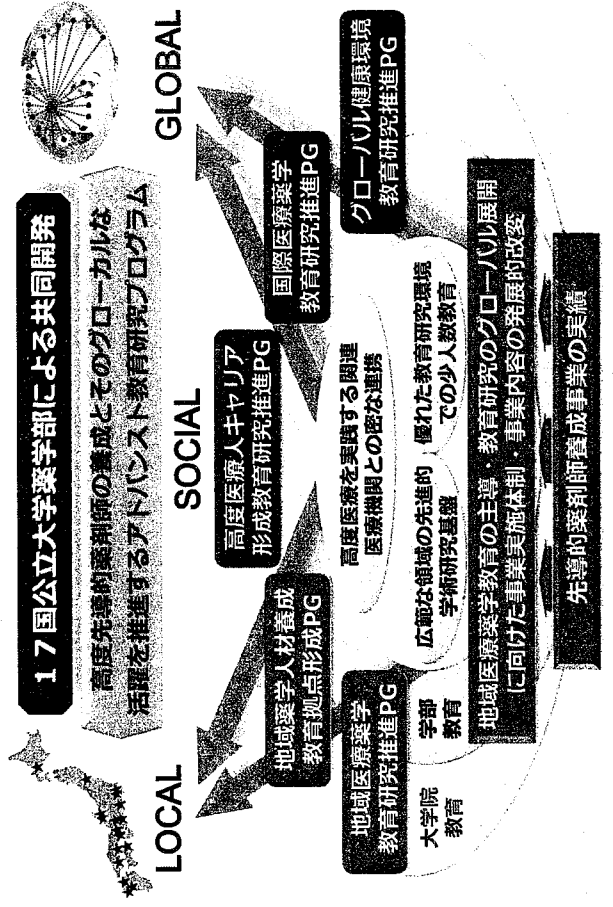 17国公立大学薬学部による共同開発
高度先導的薬剤師の養成とそのグローカルな
活躍を推進するアドバンスト教育研究プログラム
LOCAL
SOCIAL
GLOBAL
高度医療人キャリア
形成教育研究推進PG
地域薬学人材養成
教育拠点形成PG
国際医療薬学
教育研究推進PG
地域医療薬学
教育研究推進PG
グローバル健康環境
教育研究推進PG
高度医療を実践する関連
医療機関との密な連携
大学院
教育
学部
教育
広範な領域の先進的
学術研究基盤
優れた教育研究環境
での少人数教育
地域医療薬学教育の主導・教育研究のグローバル展開
に向けた事業実施体制・事業内容の発展的改変
先導的薬剤師養成事業の実績